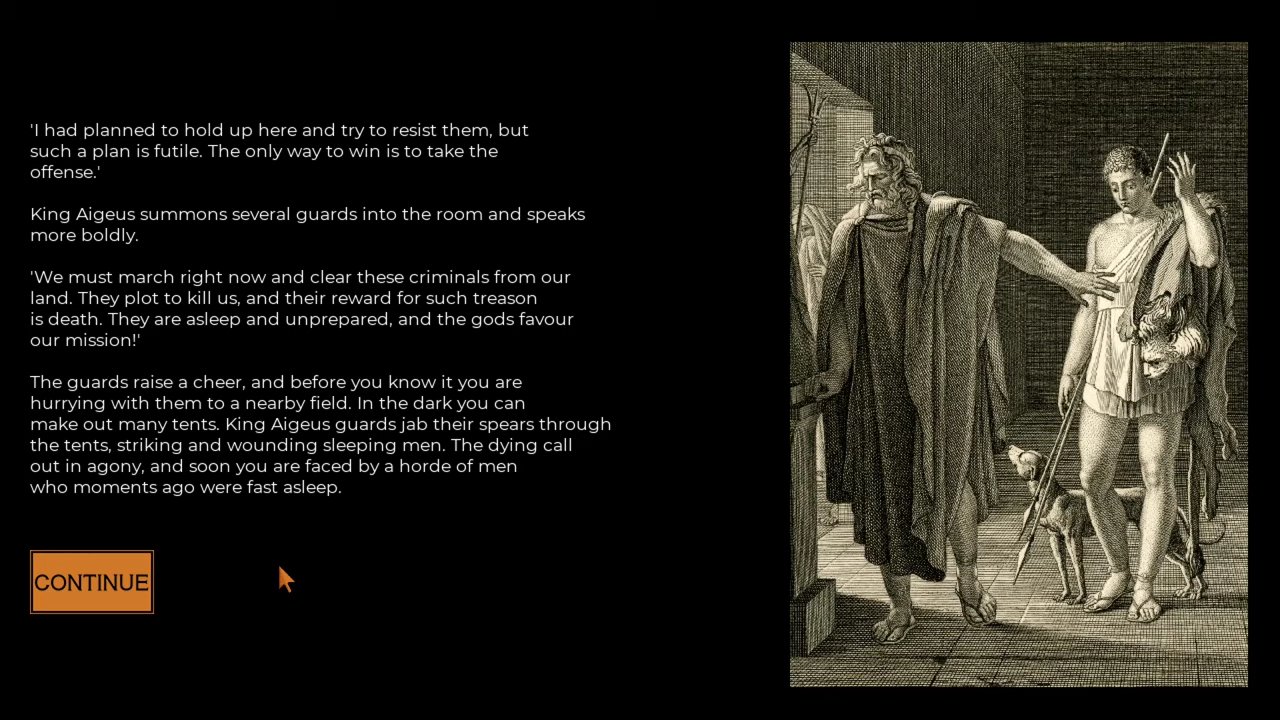 'I had planned to hold up here and try to resist them, but
such a plan is futile. The only way to win is to take the
offense.'
King Aigeus summons several guards into the room and speaks
more boldly.
'We must march right now and clear these criminals from our
land. They plot to kill us, and their reward for such treason
is death. They are asleep and unprepared, and the gods favour
our mission!'
The guards raise a cheer, and before you know it you are
hurrying with them to a nearby field. In the dark you can
make out many tents. King Aigeus guards jab their spears through
the tents, striking and wounding sleeping men. The dying call
out in agony, and soon you are faced by a horde of men
who moments ago were fast asleep.
CONTINUE